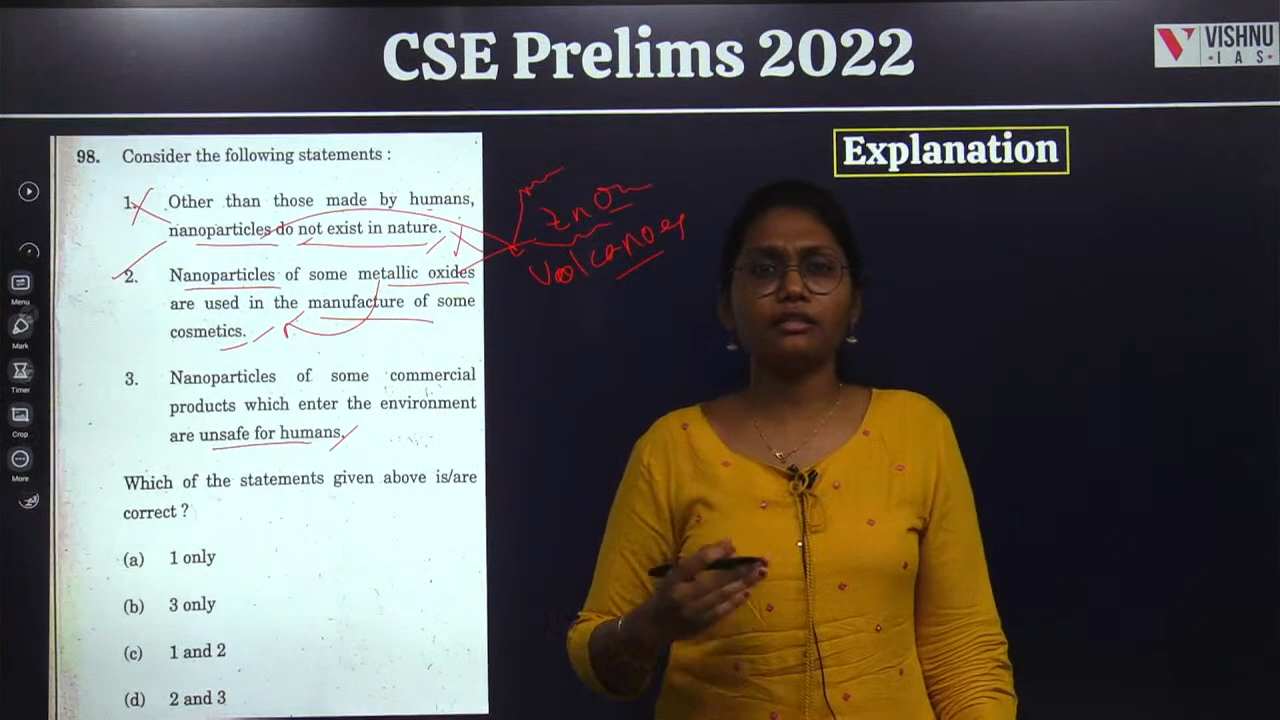 CSE Prelims 2022
VISHNU
IAS
Explanation
98. Consider the following statements :
1. Other than those made by humans,
nanoparticles do not exist in nature.
2. Nanoparticles of some metallic oxides
are used in the manufacture of some
cosmetics.
3. Nanoparticles of some commercial
products which enter the environment
are unsafe for humans.
Which of the statements given above is/are
correct ?
(a) 1 only
(b) 3 only
(c) 1 and 2
(d) 2 and 3
ZnO
Volcanoes
Menu
Mark
Timer
Crop
More